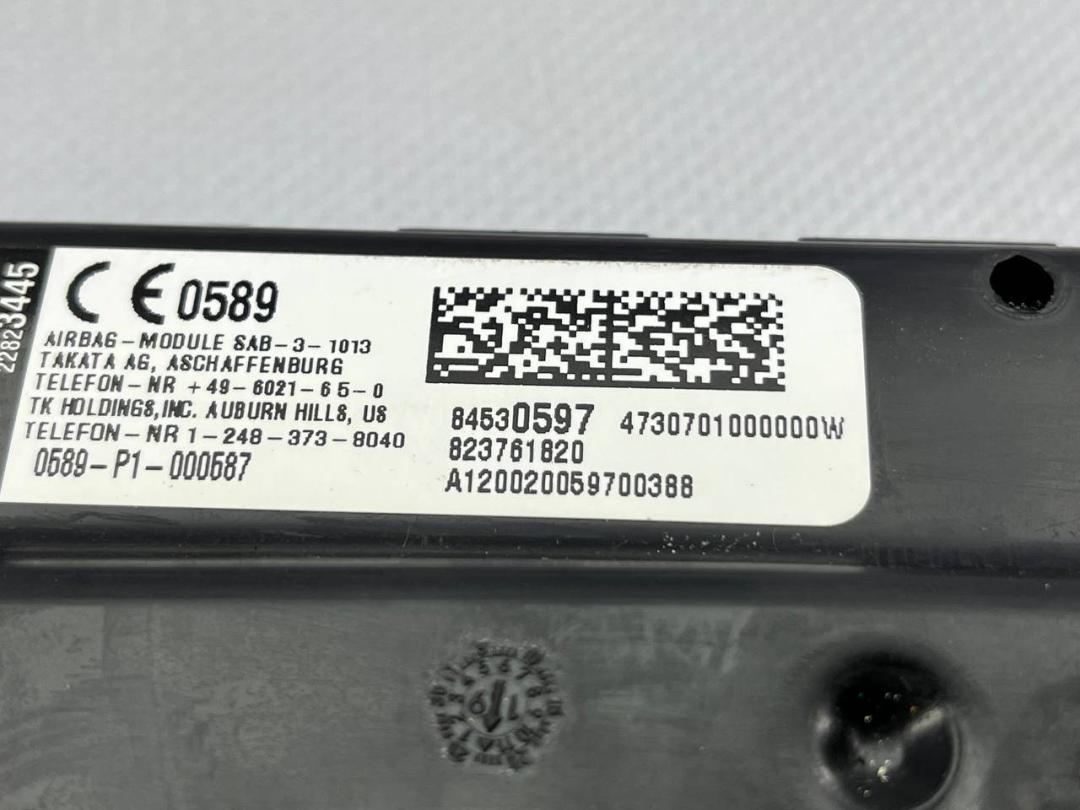 22823445
CE 0589
AIRBAG-MODULE SAB-3-1013
TAKATA AG, ASCHAFFENBURG
TELEFON-NR +49-6021-65-0
TK HOLDINGS,INC. AUBURN HILLS, US
TELEFON-NR 1-248-373-8040
0589-P1-000587
84530597 4730701000000W
823761820
A120020059700388